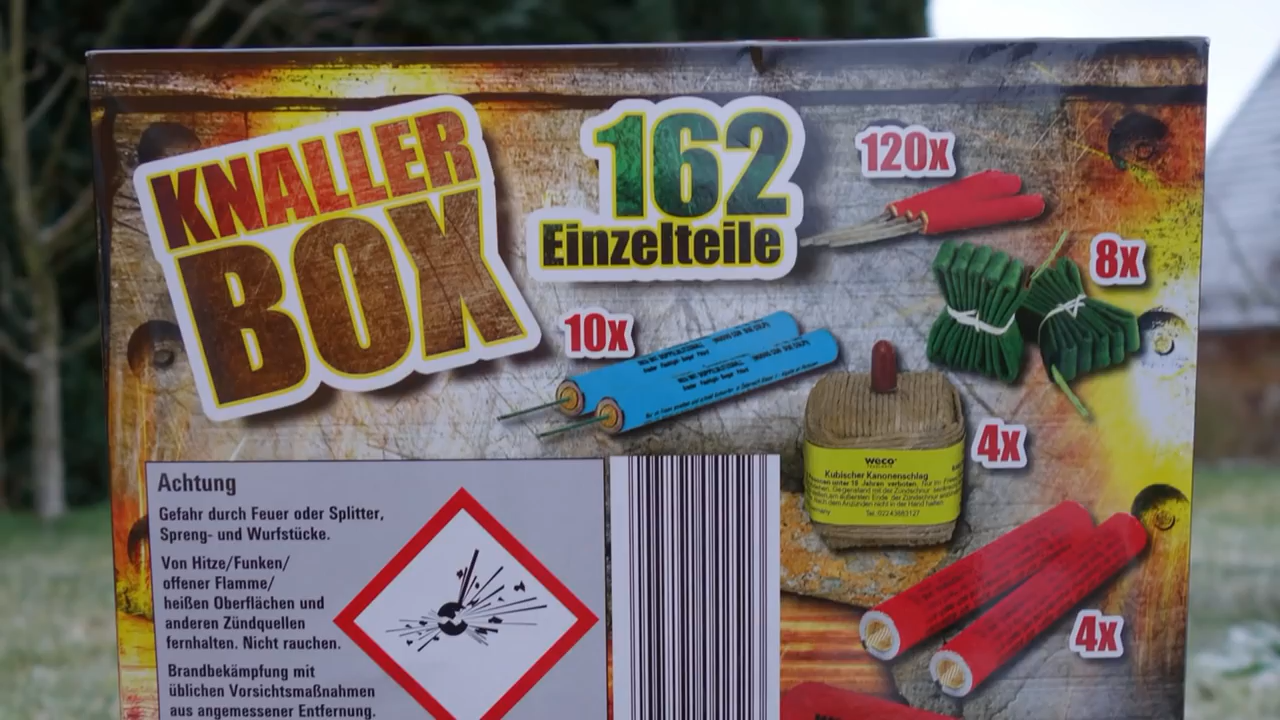 KNALLER
BOX
162
Einzelteile
120x
8x
10x
4x
weco
Kubischer Kanonenschlag
Tel. 02243883127
4x
Achtung
Gefahr durch Feuer oder Splitter,
Spreng- und Wurfstücke.
Von Hitze/Funken/
offener Flamme/
heißen Oberflächen und
anderen Zündquellen
fernhalten. Nicht rauchen.
Brandbekämpfung mit
üblichen Vorsichtsmaßnahmen
aus angemessener Entfernung.